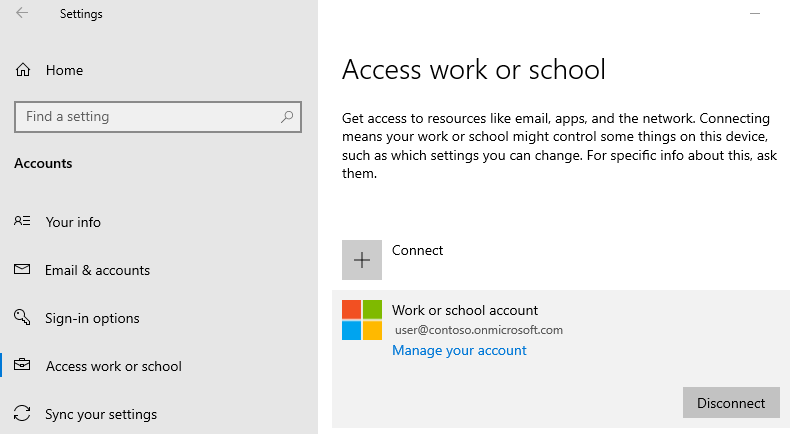 Settings
Home
Find a setting
Accounts
Your info
Email & accounts
Sign-in options
Access work or school
Sync your settings
Access work or school
Get access to resources like email, apps, and the network. Connecting
means your work or school might control some things on this device,
such as which settings you can change. For specific info about this, ask
them.
Connect
Work or school account
user@contoso.onmicrosoft.com
Manage your account
Disconnect